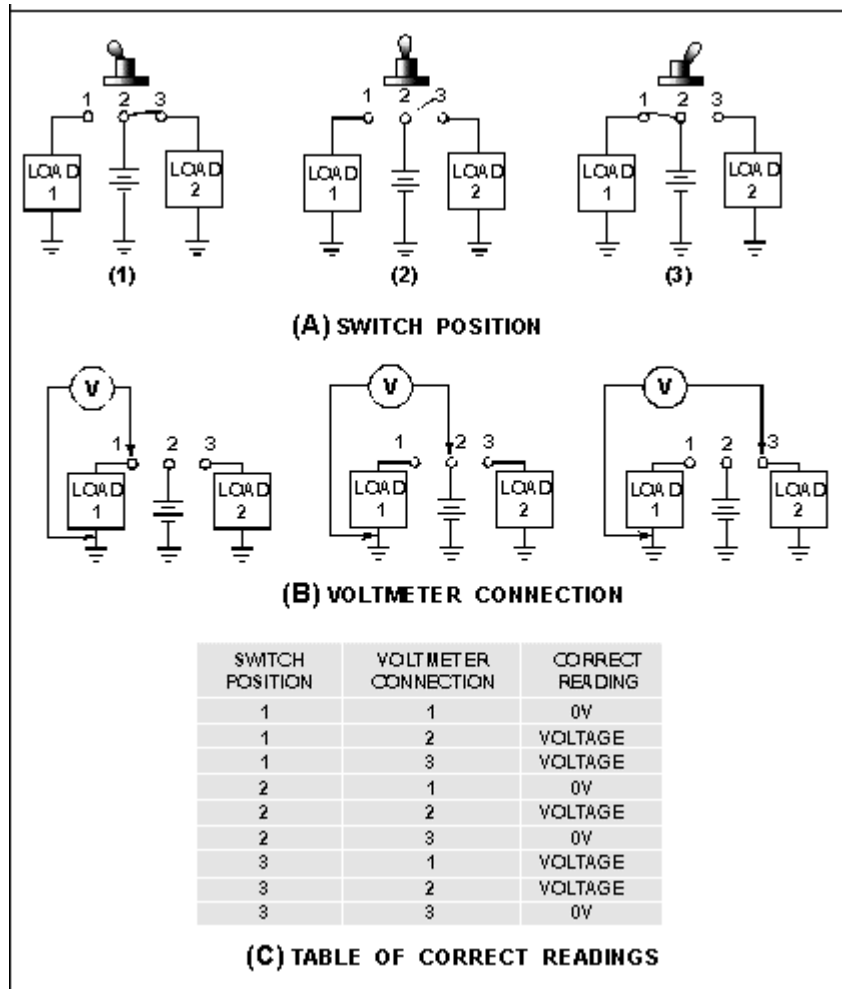 1 2 3
1 2 3
1 2 3
LOAD
1
LOAD
2
LOAD
1
LOAD
2
LOAD
1
LOAD
2
(1)
(2)
(3)
(A) SWITCH POSITION
V
V
V
1 2 3
1 2 3
1 2 3
LOAD
1
LOAD
2
LOAD
1
LOAD
2
LOAD
1
LOAD
2
(B) VOLTMETER CONNECTION
SWITCH VOLTMETER CORRECT
POSITION CONNECTION READING
1 1 0V
1 2 VOLTAGE
1 3 VOLTAGE
2 1 0V
2 2 VOLTAGE
2 3 0V
3 1 VOLTAGE
3 2 VOLTAGE
3 3 0V
(C) TABLE OF CORRECT READINGS